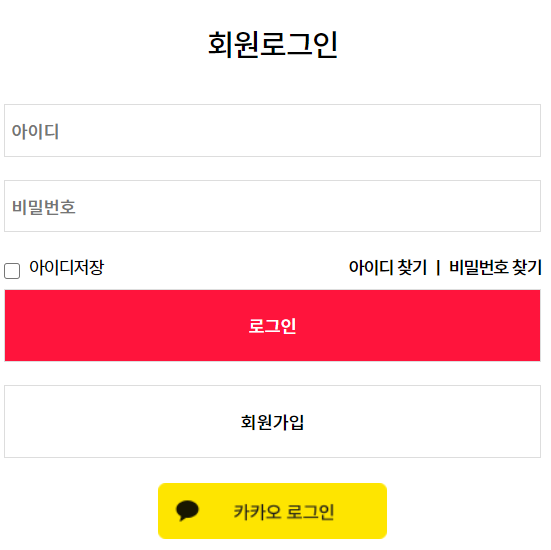 회원로그인
아이디
비밀번호
아이디저장 아이디 찾기 | 비밀번호 찾기
로그인
회원가입
카카오 로그인